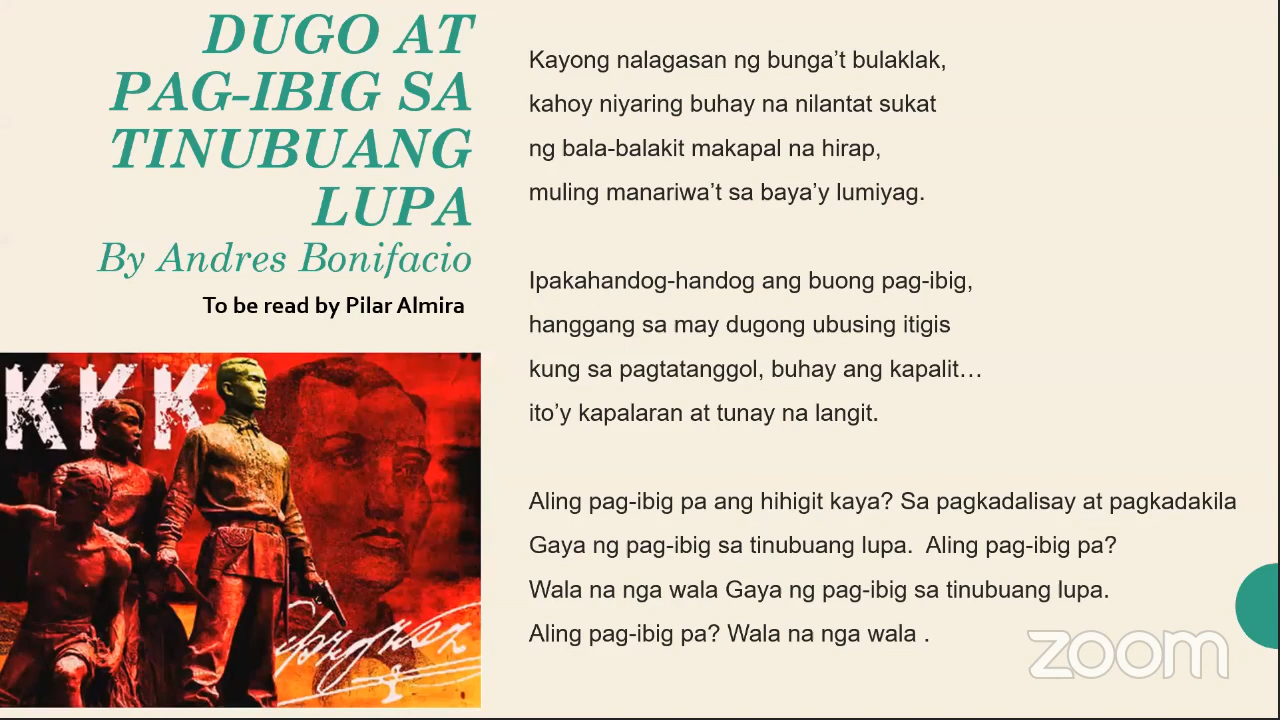 DUGO AT
PAG-IBIG SA
TINUBUANG
LUPA
By Andres Bonifacio
To be read by Pilar Almira
KKK
Kayong nalagasan ng bunga’t bulaklak,
kahoy niyaring buhay na nilantat sukat
ng bala-balakit makapal na hirap,
muling manariwa’t sa baya’y lumiyag.
Ipakahandog-handog ang buong pag-ibig,
hanggang sa may dugong ubusing itigis
kung sa pagtatanggol, buhay ang kapalit…
ito’y kapalaran at tunay na langit.
Aling pag-ibig pa ang hihigit kaya? Sa pagkadalisay at pagkadakila
Gaya ng pag-ibig sa tinubuang lupa.  Aling pag-ibig pa?
Wala na nga wala Gaya ng pag-ibig sa tinubuang lupa.
Aling pag-ibig pa? Wala na nga wala .
zoom